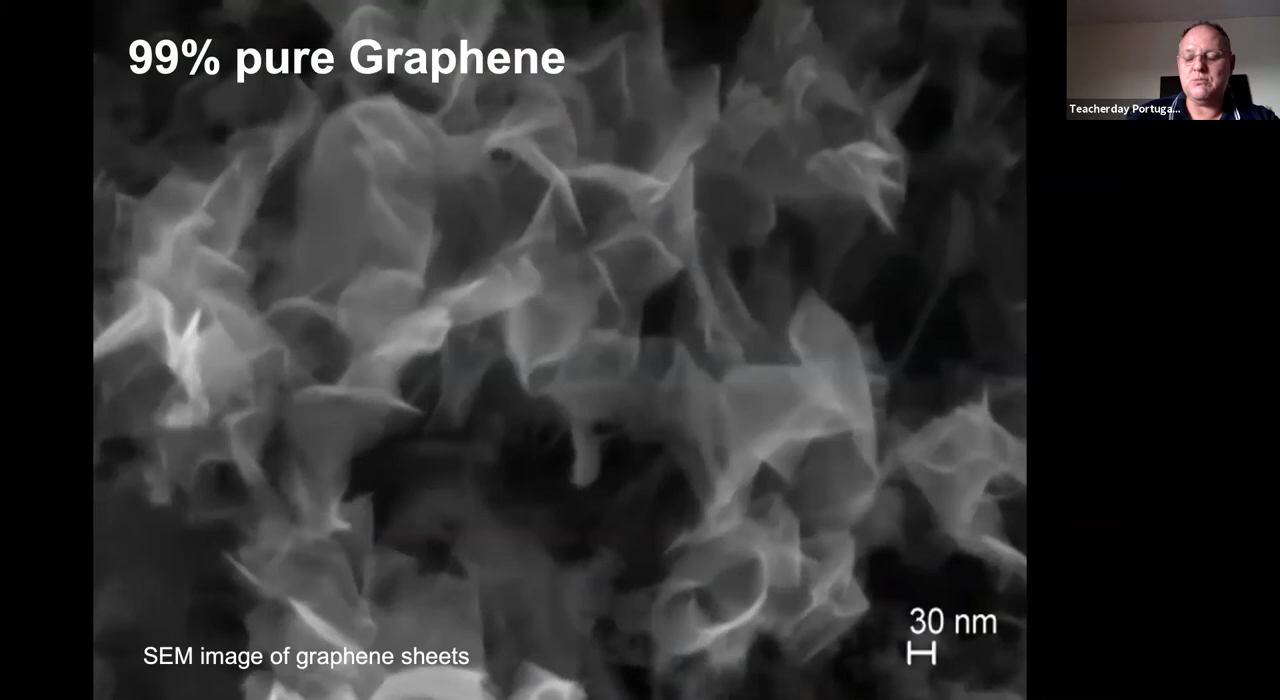 99% pure Graphene
Teacherday Portuga...
30 nm
SEM image of graphene sheets